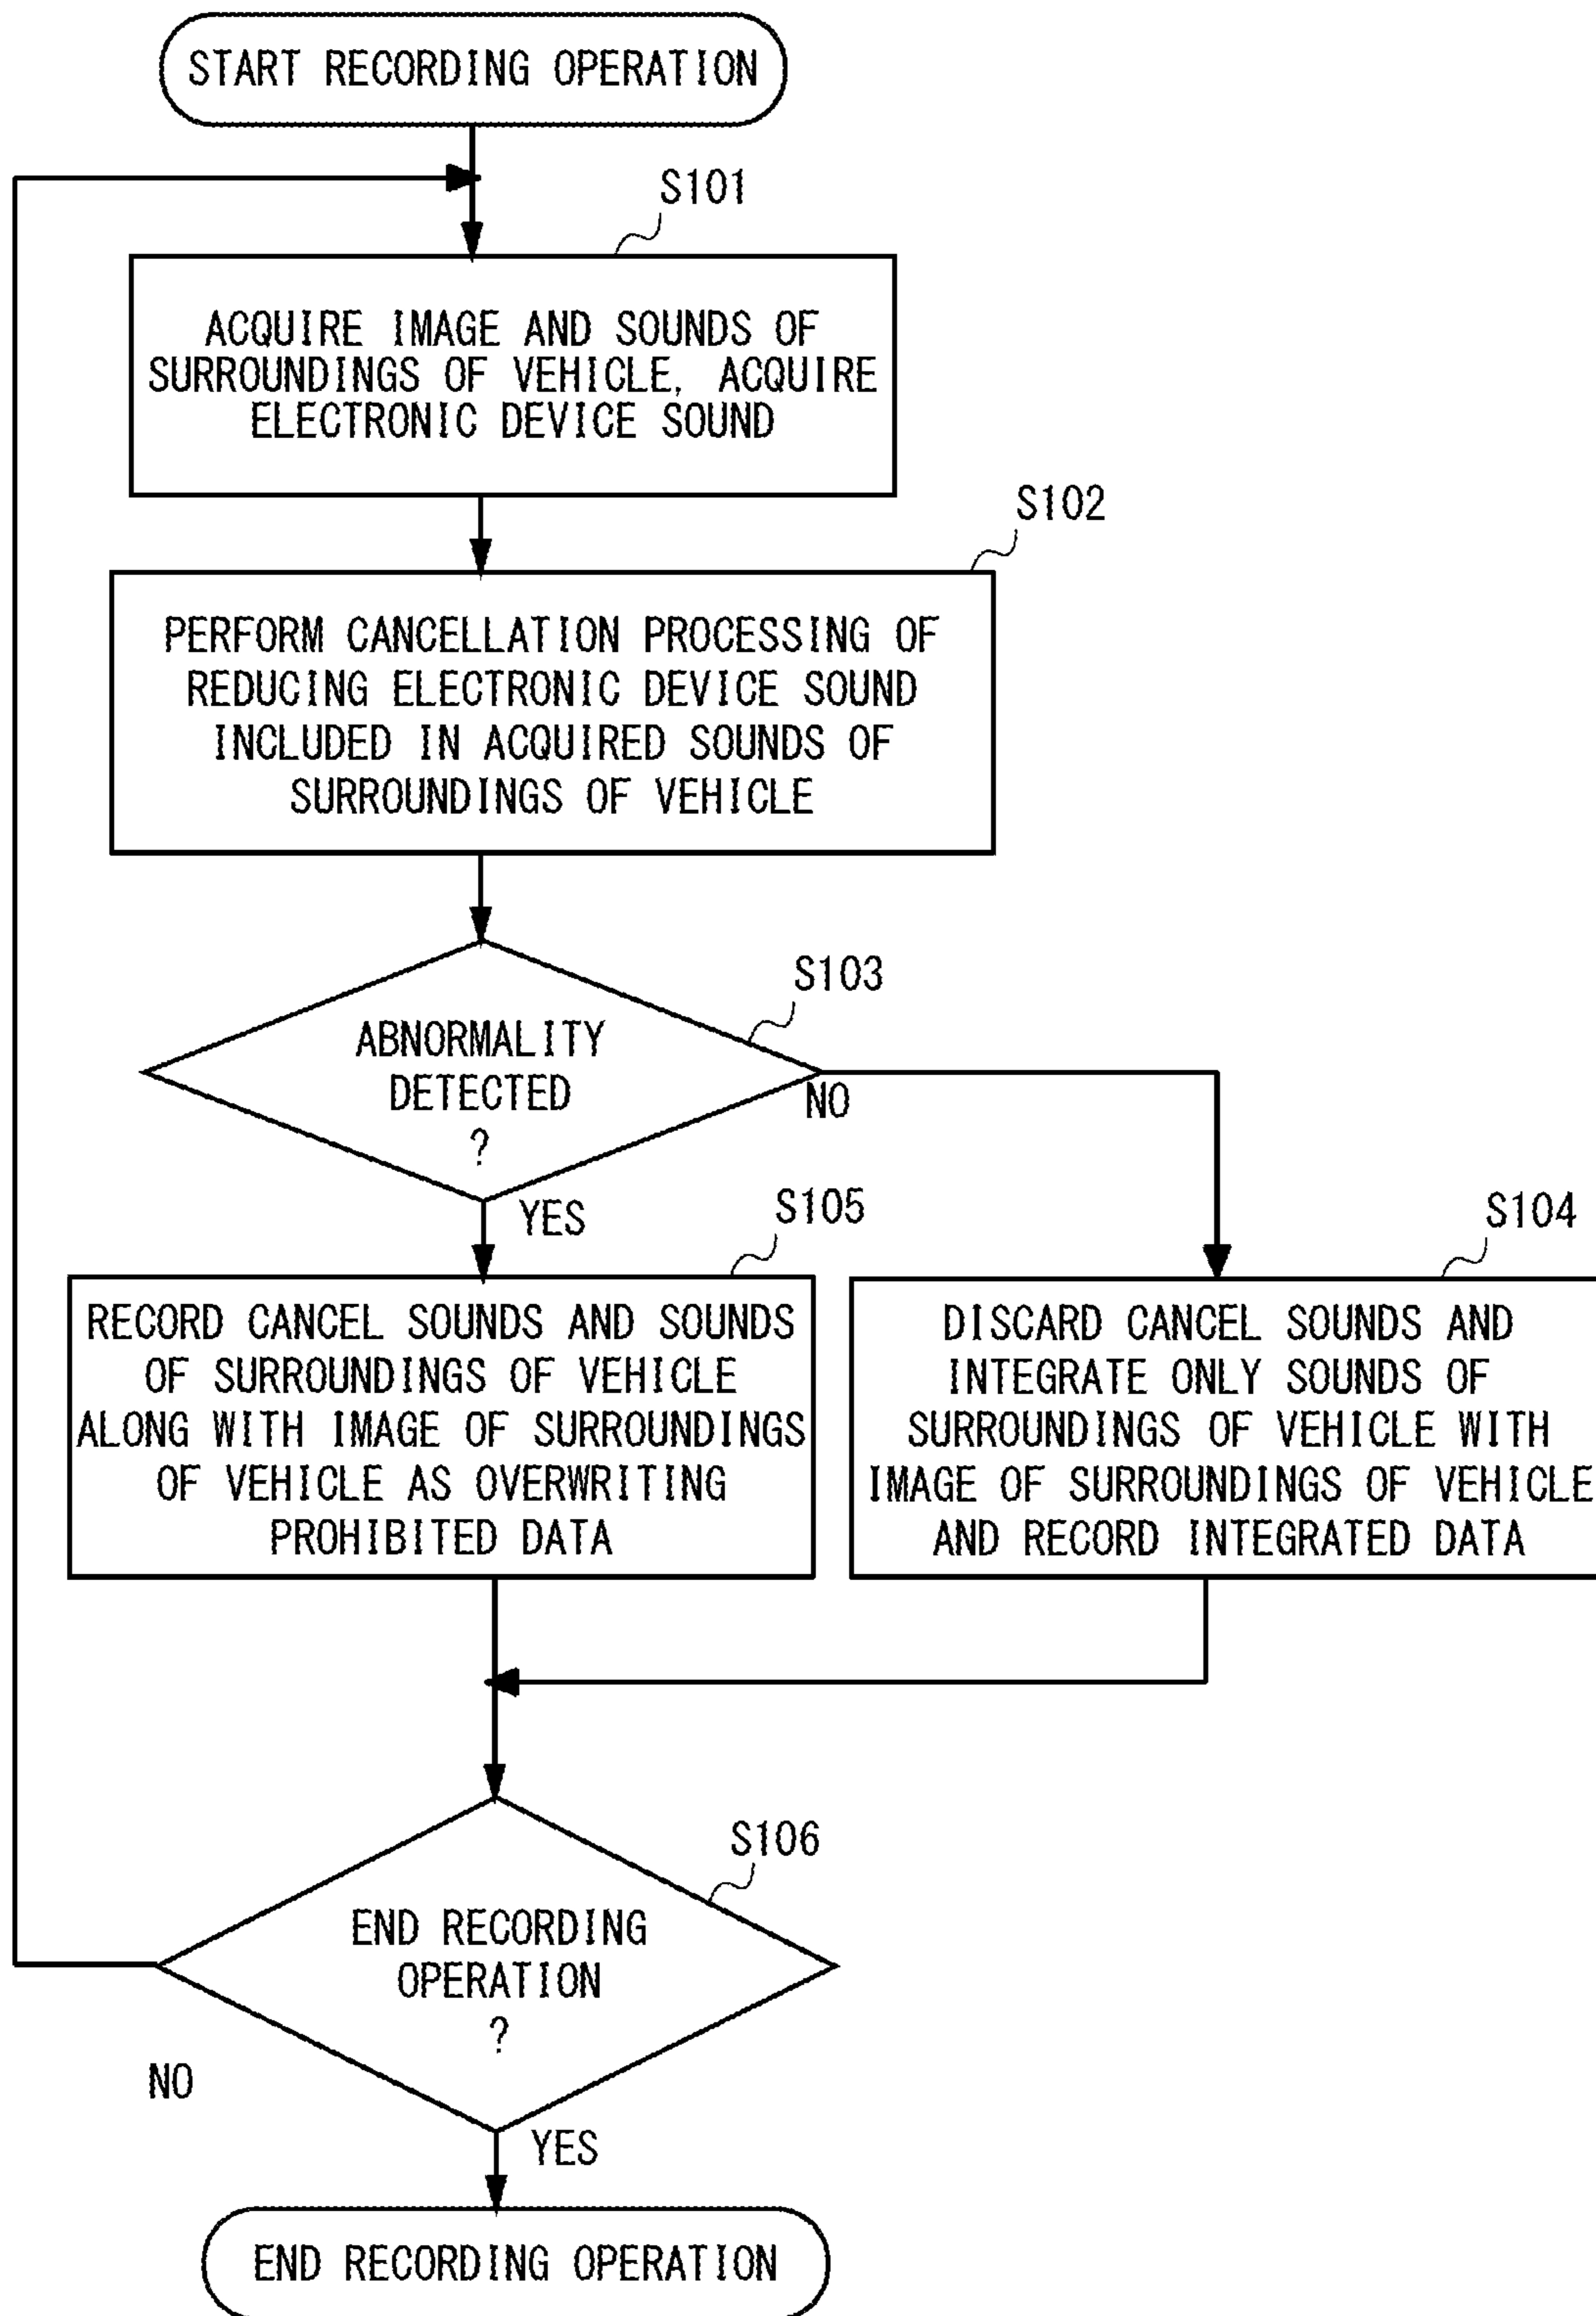 START RECORDING OPERATION
S101
ACQUIRE IMAGE AND SOUNDS OF
SURROUNDINGS OF VEHICLE, ACQUIRE
ELECTRONIC DEVICE SOUND
S102
PERFORM CANCELLATION PROCESSING OF
REDUCING ELECTRONIC DEVICE SOUND
INCLUDED IN ACQUIRED SOUNDS OF
SURROUNDINGS OF VEHICLE
S103
ABNORMALITY
DETECTED
?
NO
YES
S105
RECORD CANCEL SOUNDS AND SOUNDS
OF SURROUNDINGS OF VEHICLE
ALONG WITH IMAGE OF SURROUNDINGS
OF VEHICLE AS OVERWRITING
PROHIBITED DATA
S104
DISCARD CANCEL SOUNDS AND
INTEGRATE ONLY SOUNDS OF
SURROUNDINGS OF VEHICLE WITH
IMAGE OF SURROUNDINGS OF VEHICLE
AND RECORD INTEGRATED DATA
S106
END RECORDING
OPERATION
?
NO
YES
END RECORDING OPERATION